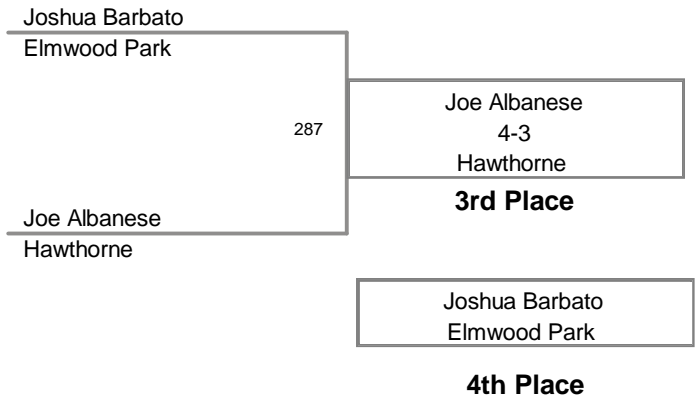 Joshua Barbato
Elmwood Park
287
Joe Albanese
4-3
Hawthorne
3rd Place
Joe Albanese
Hawthorne
Joshua Barbato
Elmwood Park
4th Place